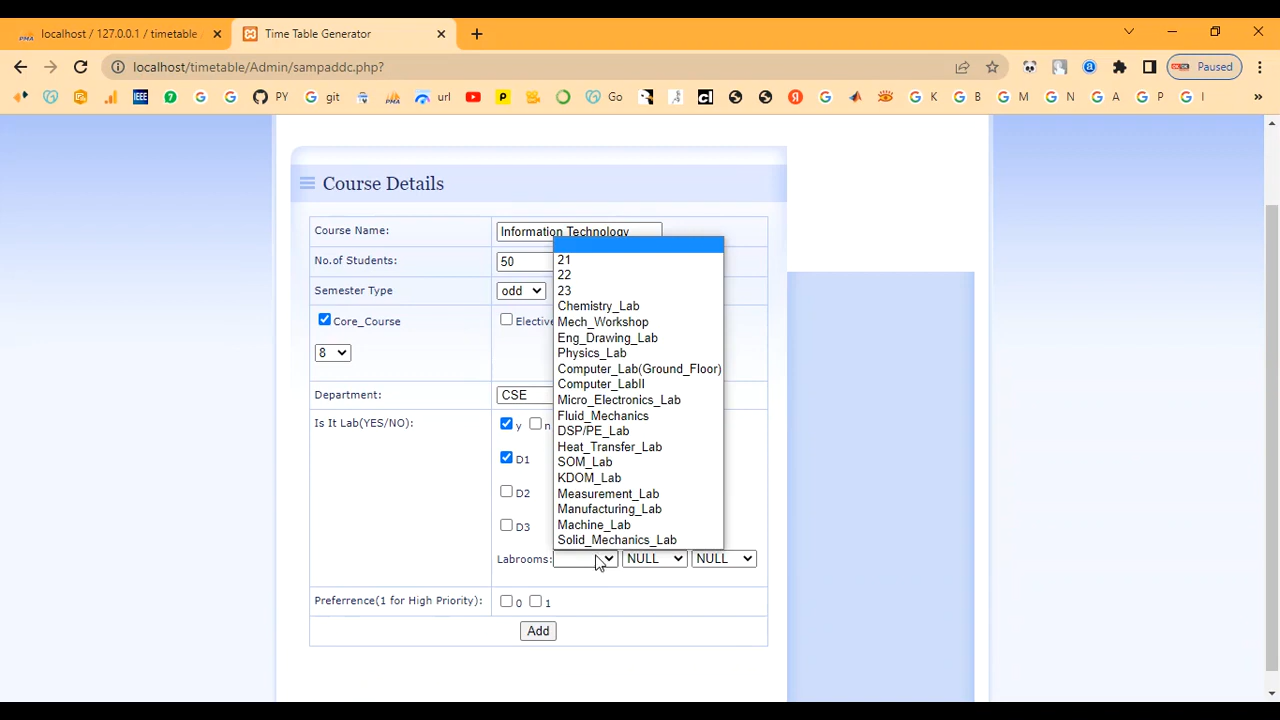 localhost / 127.0.0.1 / timetable
Time Table Generator
localhost/timetable/Admin/sampaddc.php?
Paused
PY
git
url
Go
K
B
M
N
A
P
I
Course Details
Course Name: Information Technology
No.of Students: 50
Semester Type odd
Core_Course Elective
8
Department: CSE
Is It Lab(YES/NO): y n
D1
D2
D3
21
22
23
Chemistry_Lab
Mech_Workshop
Eng_Drawing_Lab
Physics_Lab
Computer_Lab(Ground_Floor)
Computer_LabII
Micro_Electronics_Lab
Fluid_Mechanics
DSP/PE_Lab
Heat_Transfer_Lab
SOM_Lab
KDOM_Lab
Measurement_Lab
Manufacturing_Lab
Machine_Lab
Solid_Mechanics_Lab
Labrooms: NULL NULL
Preferrence(1 for High Priority): 0 1
Add